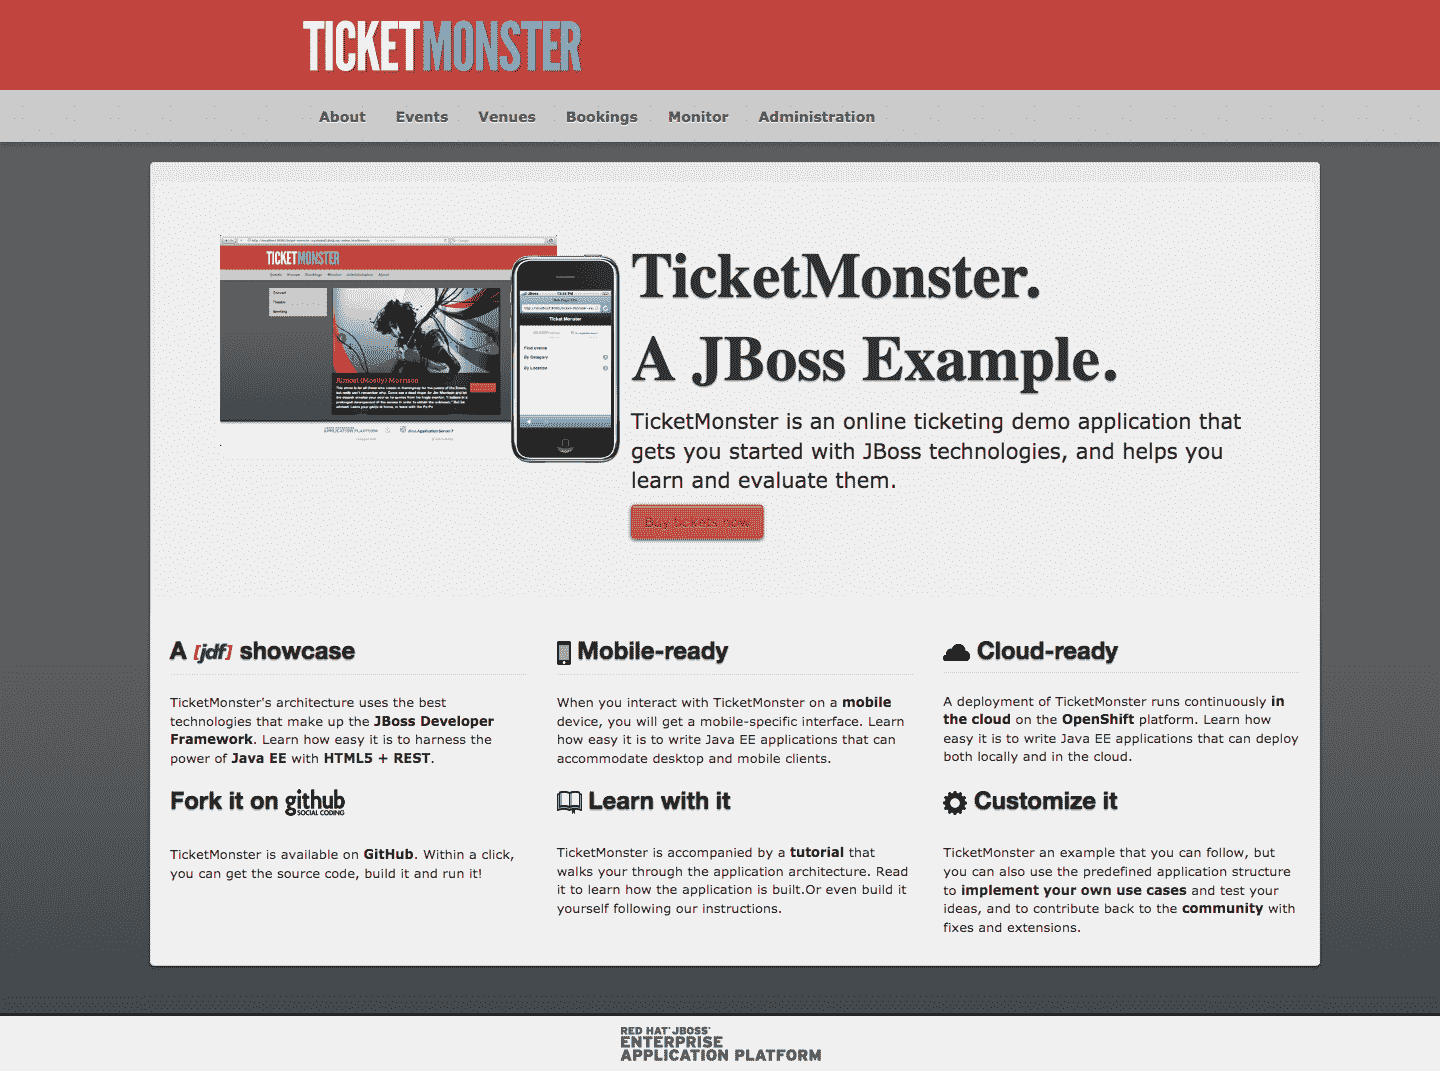 TICKETMONSTER
About Events Venues Bookings Monitor Administration
TICKETMONSTER
Almost (Mostly) Morrison
Ticket Monster
Find events
By Category
By Location
TicketMonster.
A JBoss Example.
TicketMonster is an online ticketing demo application that
gets you started with JBoss technologies, and helps you
learn and evaluate them.
Buy tickets now
A [jdf] showcase
TicketMonster's architecture uses the best
technologies that make up the JBoss Developer
Framework. Learn how easy it is to harness the
power of Java EE with HTML5 + REST.
Mobile-ready
When you interact with TicketMonster on a mobile
device, you will get a mobile-specific interface. Learn
how easy it is to write Java EE applications that can
accommodate desktop and mobile clients.
Cloud-ready
A deployment of TicketMonster runs continuously in
the cloud on the OpenShift platform. Learn how
easy it is to write Java EE applications that can deploy
both locally and in the cloud.
Fork it on github
SOCIAL CODING
TicketMonster is available on GitHub. Within a click,
you can get the source code, build it and run it!
Learn with it
TicketMonster is accompanied by a tutorial that
walks your through the application architecture. Read
it to learn how the application is built.Or even build it
yourself following our instructions.
Customize it
TicketMonster an example that you can follow, but
you can also use the predefined application structure
to implement your own use cases and test your
ideas, and to contribute back to the community with
fixes and extensions.
RED HAT JBOSS
ENTERPRISE
APPLICATION PLATFORM